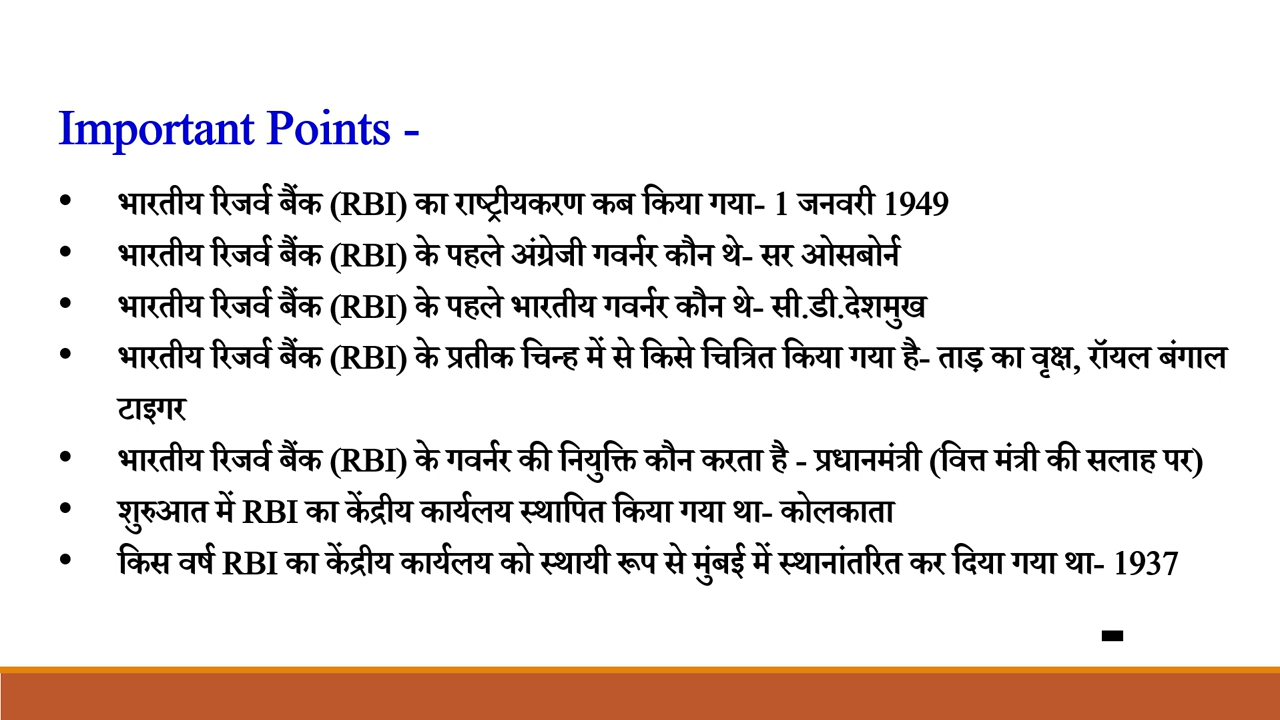 Important Points -
• भारतीय रिजर्व बैंक (RBI) का राष्ट्रीयकरण कब किया गया- 1 जनवरी 1949
• भारतीय रिजर्व बैंक (RBI) के पहले अंग्रेजी गवर्नर कौन थे- सर ओसबोर्न
• भारतीय रिजर्व बैंक (RBI) के पहले भारतीय गवर्नर कौन थे- सी.डी.देशमुख
• भारतीय रिजर्व बैंक (RBI) के प्रतीक चिन्ह में से किसे चित्रित किया गया है- ताड़ का वृक्ष, रॉयल बंगाल
टाइगर
• भारतीय रिजर्व बैंक (RBI) के गवर्नर की नियुक्ति कौन करता है - प्रधानमंत्री (वित्त मंत्री की सलाह पर)
• शुरुआत में RBI का केंद्रीय कार्यलय स्थापित किया गया था- कोलकाता
• किस वर्ष RBI का केंद्रीय कार्यलय को स्थायी रूप से मुंबई में स्थानांतरित कर दिया गया था- 1937